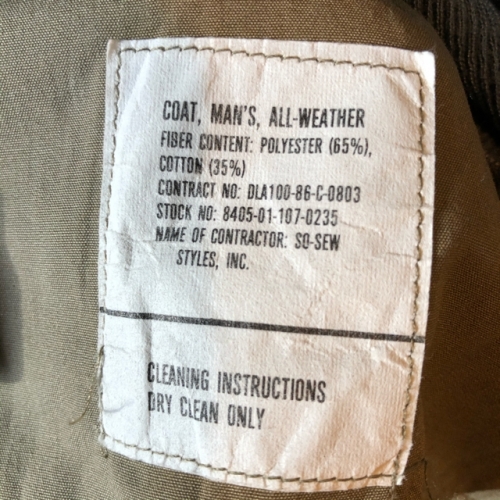 COAT, MAN'S, ALL-WEATHER
FIBER CONTENT: POLYESTER (65%),
COTTON (35%)
CONTRACT NO: DLA100-86-C-0803
STOCK NO: 8405-01-107-0235
NAME OF CONTRACTOR: SO-SEW
STYLES, INC.
CLEANING INSTRUCTIONS
DRY CLEAN ONLY